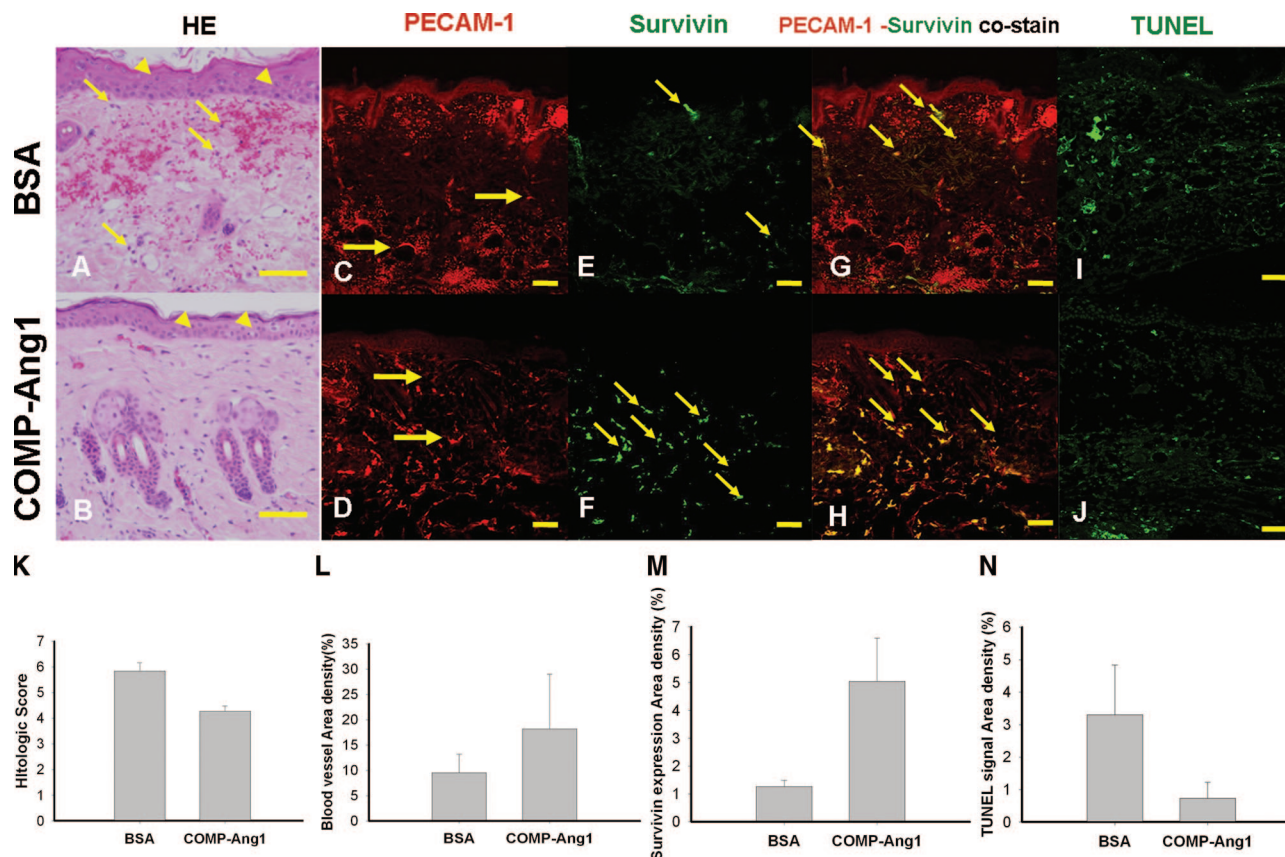 HE PECAM-1 Survivin PECAM-1 -Survivin co-stain TUNEL
BSA
A C E G I
COMP-Ang1
B D F H J
K L M N
HItologic Score
7
6
5
4
3
2
1
0
BSA COMP-Ang1
Blood vessel Area density(%)
35
30
25
20
15
10
5
0
BSA COMP-Ang1
Survivin expression Area density (%)
7
6
5
4
3
2
1
0
BSA COMP-Ang1
TUNEL signal Area density (%)
6
5
4
3
2
1
0
BSA COMP-Ang1